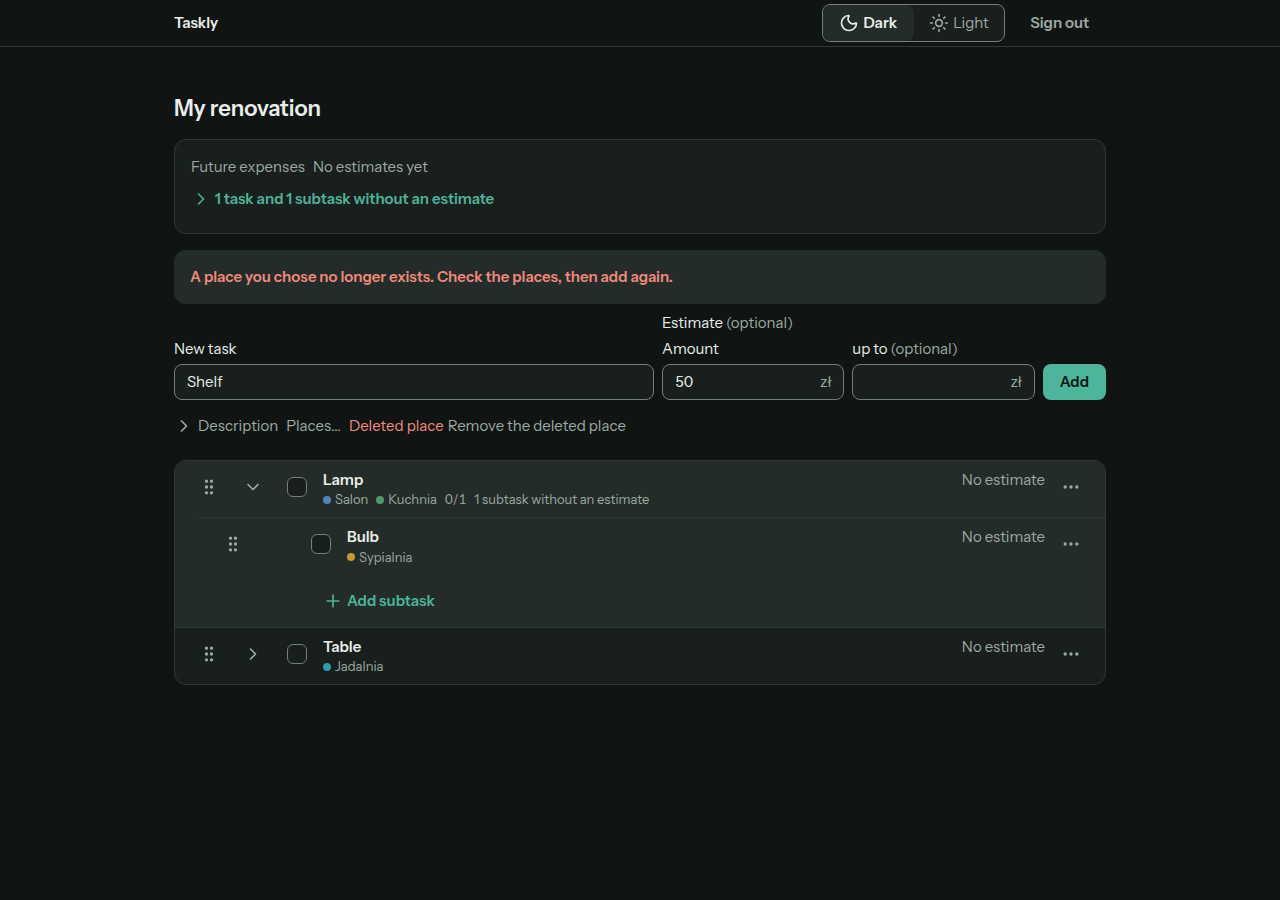 Taskly
Dark
Light
Sign out
My renovation
Future expenses No estimates yet
1 task and 1 subtask without an estimate
A place you chose no longer exists. Check the places, then add again.
Estimate (optional)
New task
Amount
up to (optional)
Shelf
50 zł
zł
Add
Description Places... Deleted place Remove the deleted place
Lamp
No estimate
Salon Kuchnia 0/1 1 subtask without an estimate
Bulb
No estimate
Sypialnia
Add subtask
Table
No estimate
Jadalnia